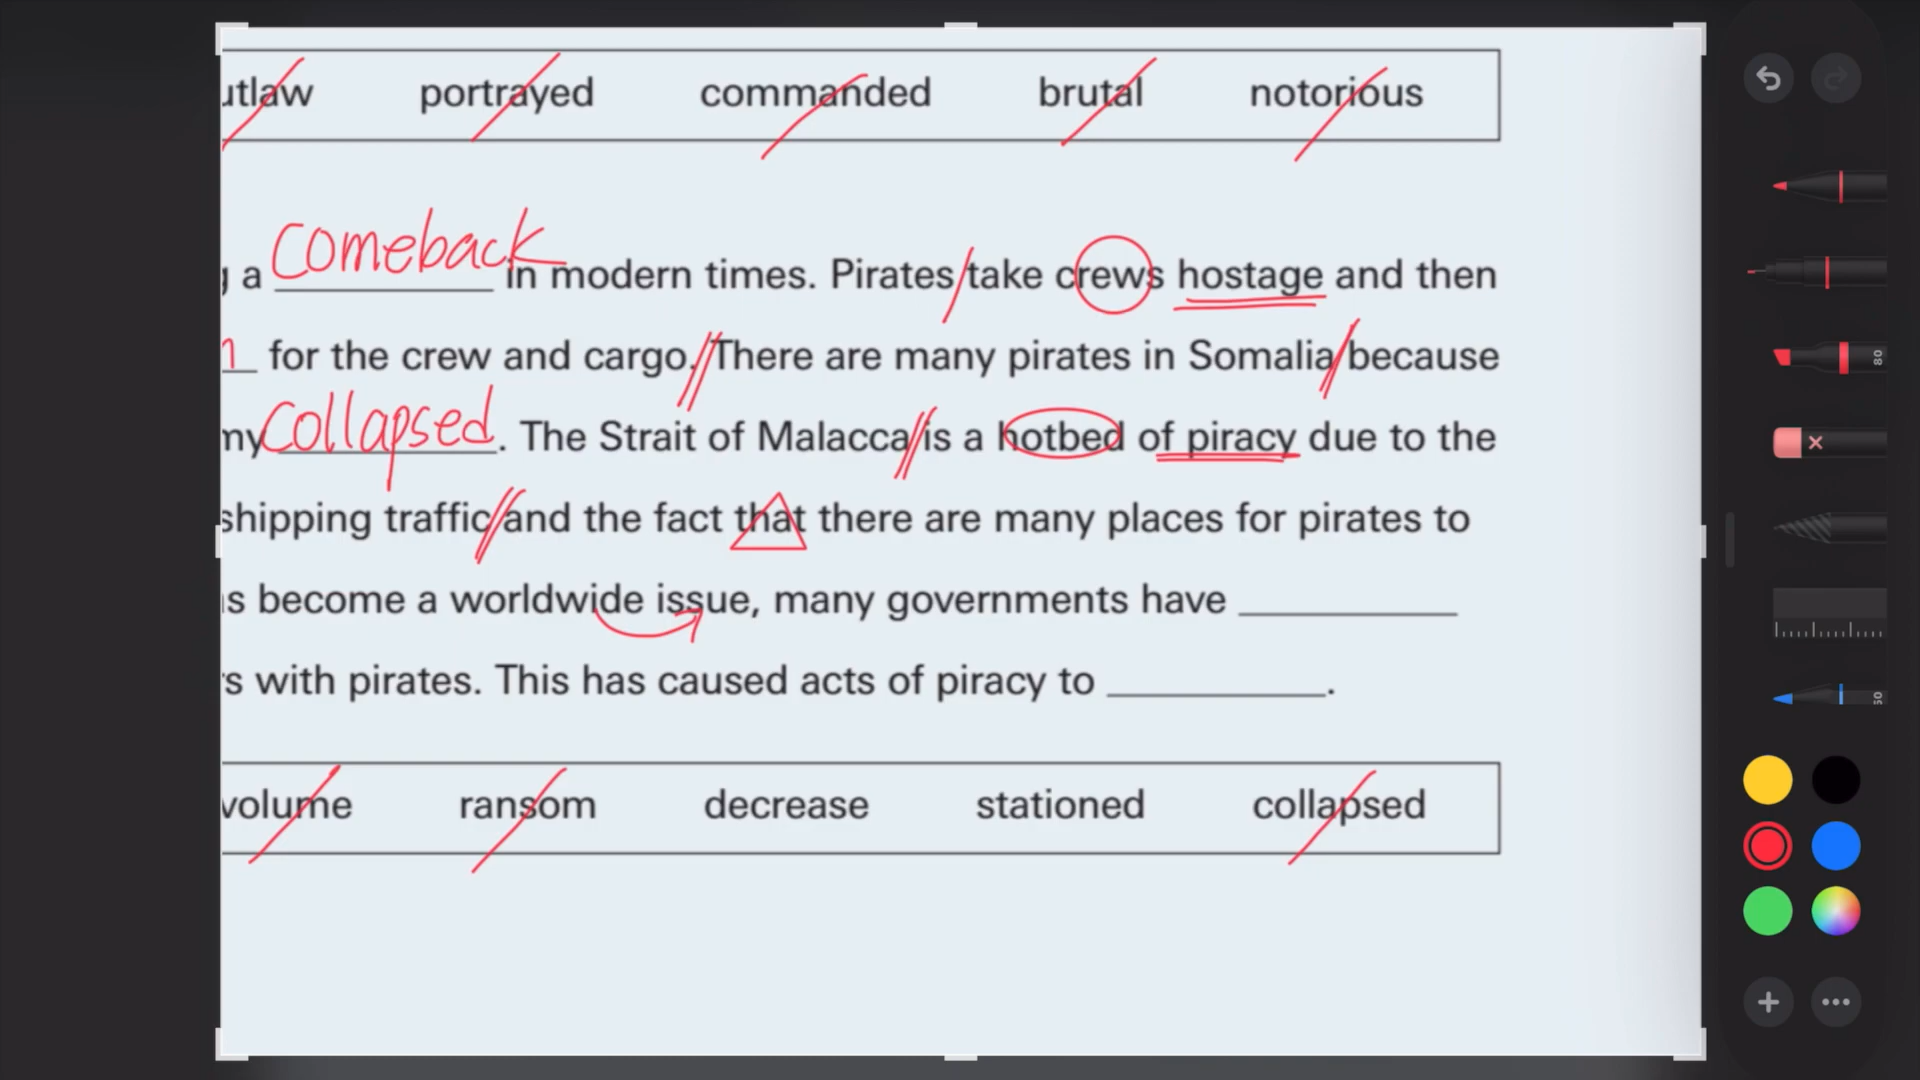 utlaw portrayed commanded brutal notorious
g a comeback in modern times. Pirates take crews hostage and then
for the crew and cargo. There are many pirates in Somalia because
my collapsed. The Strait of Malacca is a hotbed of piracy due to the
shipping traffic and the fact that there are many places for pirates to
s become a worldwide issue, many governments have
rs with pirates. This has caused acts of piracy to .
volume ransom decrease stationed collapsed
80
50